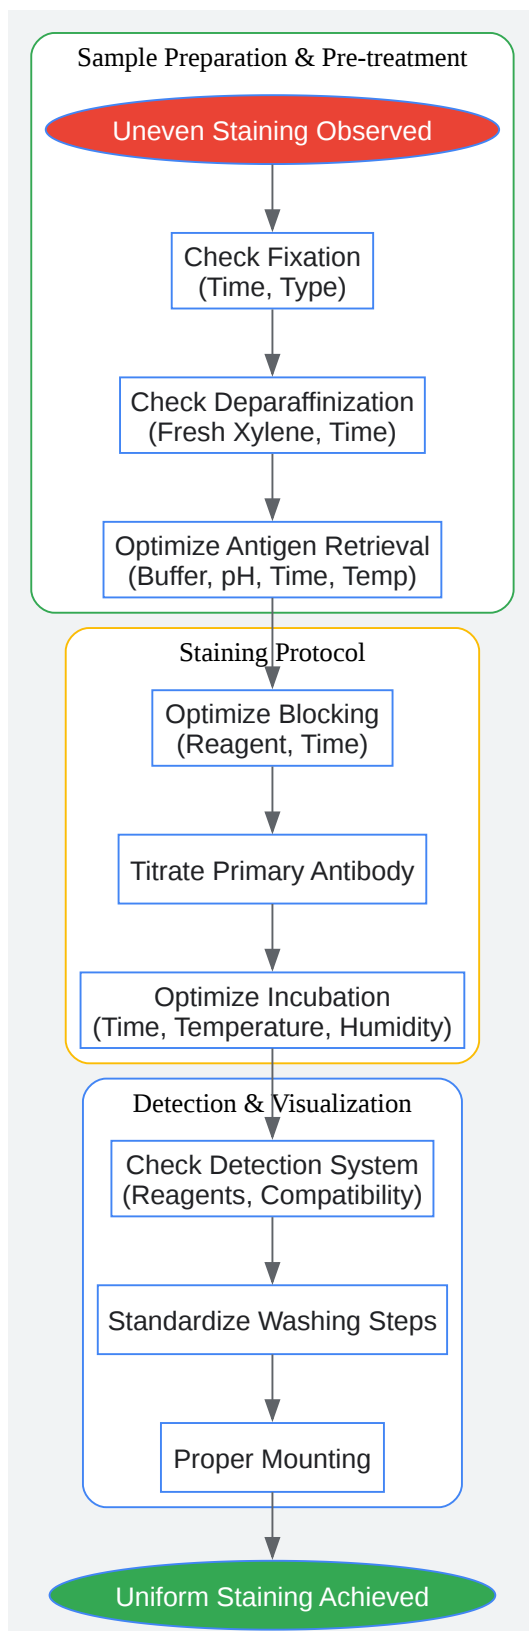 Sample Preparation & Pre-treatment
Uneven Staining Observed
Check Fixation
(Time, Type)
Check Deparaffinization
(Fresh Xylene, Time)
Optimize Antigen Retrieval
(Buffer, pH, Time, Temp)
Staining Protocol
Optimize Blocking
(Reagent, Time)
Titrate Primary Antibody
Optimize Incubation
(Time, Temperature, Humidity)
Detection & Visualization
Check Detection System
(Reagents, Compatibility)
Standardize Washing Steps
Proper Mounting
Uniform Staining Achieved